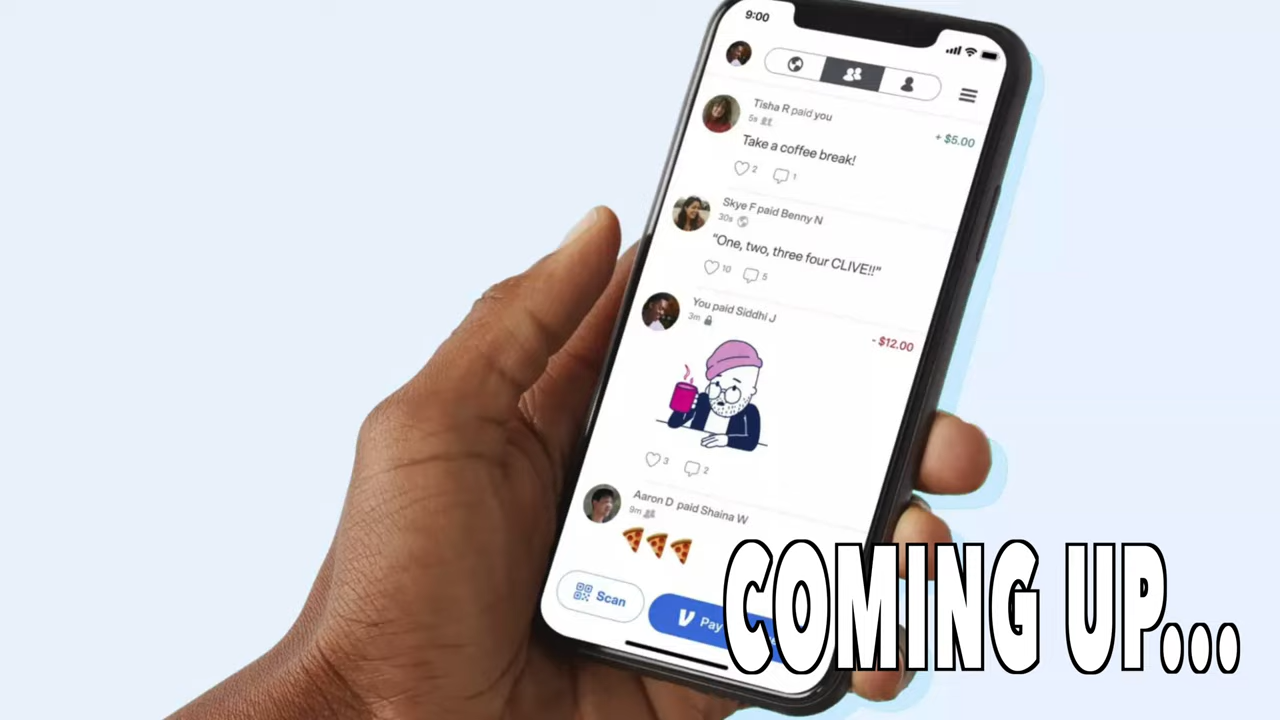 9:00
Tisha R paid you
5s
+ $5.00
Take a coffee break!
2 1
Skye F paid Benny N
30s
"One, two, three four CLIVE!!"
10 5
You paid Siddhi J
3m
- $12.00
3 2
Aaron D paid Shaina W
9m
Scan
Pay
COMING UP...